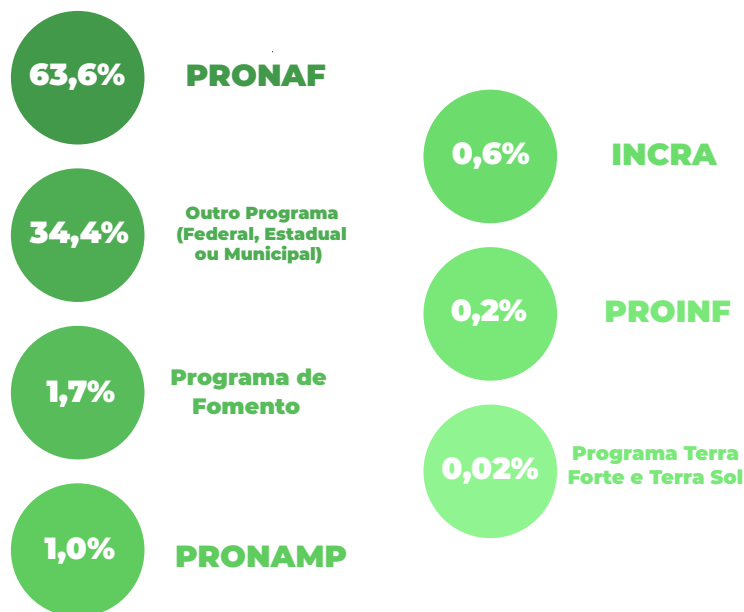 63,6%
PRONAF
34,4%
Outro Programa
(Federal, Estadual
ou Municipal)
1,7%
Programa de
Fomento
1,0%
PRONAMP
0,6%
INCRA
0,2%
PROINF
0,02%
Programa Terra
Forte e Terra Sol